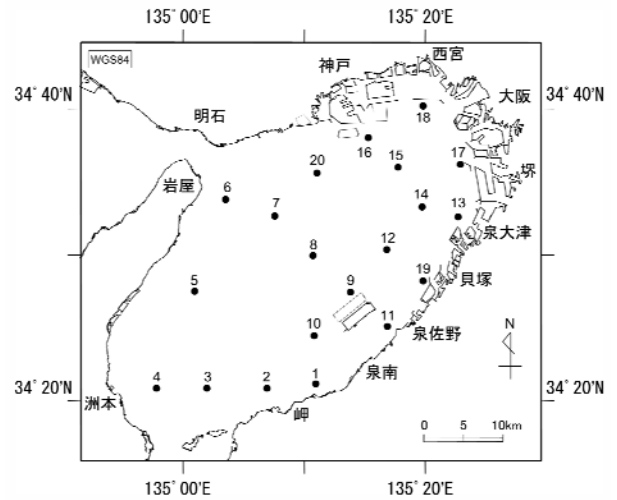 135° 00'E
135° 20'E
WGS84
西宮
神戸
34° 40'N
34° 40'N
大阪
明石
18
16
15
17
堺
20
岩屋
6
7
14
13
泉大津
8
12
19
貝塚
5
9
11
泉佐野
N
10
泉南
4
3
2
1
34° 20'N
34° 20'N
洲本
岬
0 5 10km
135° 00'E
135° 20'E